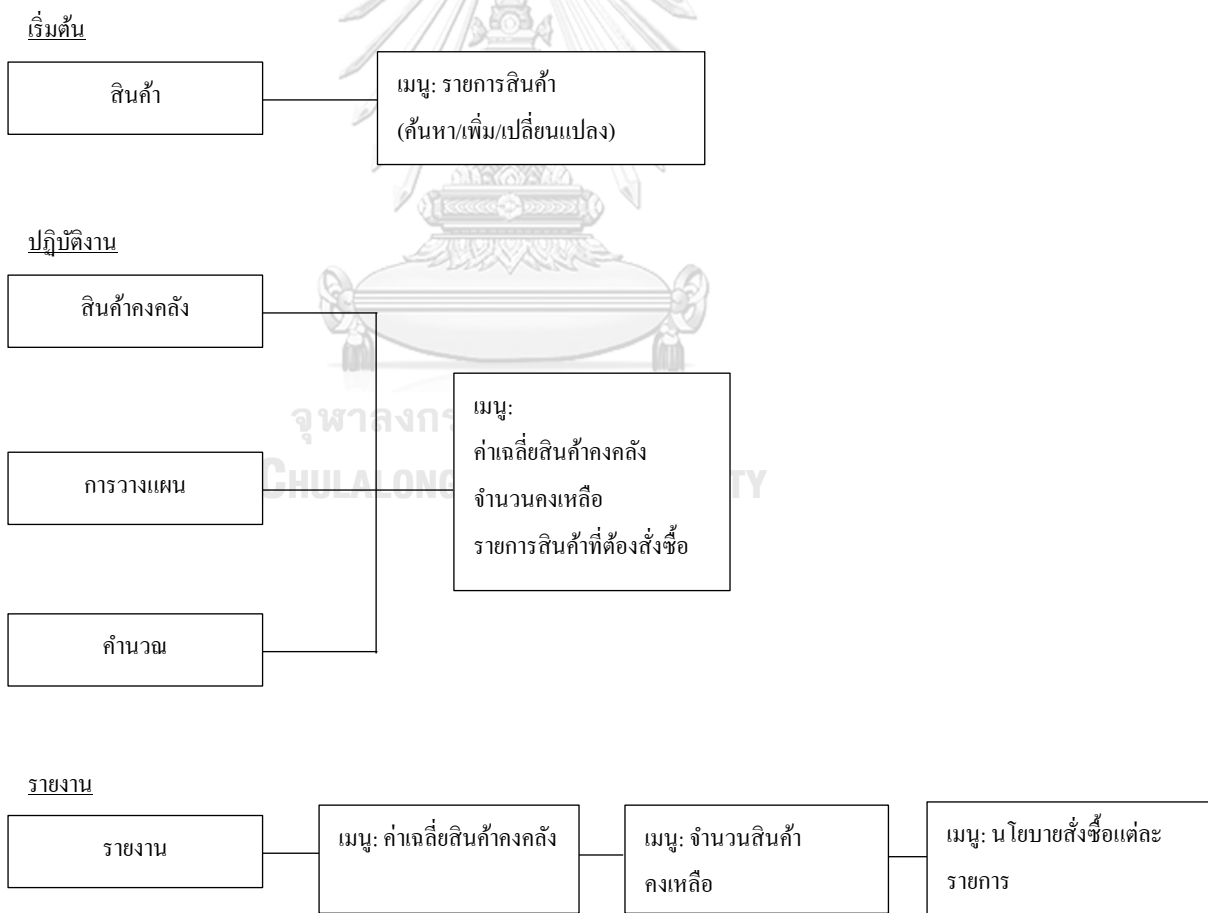 เริ่มต้น
สินค้า
เมนู: รายการสินค้า
(ค้นหา/เพิ่ม/เปลี่ยนแปลง)
ปฏิบัติงาน
สินค้าคงคลัง
การวางแผน
คำนวณ
เมนู:
ค่าเฉลี่ยสินค้าคงคลัง
จำนวนคงเหลือ
รายการสินค้าที่ต้องสั่งซื้อ
รายงาน
รายงาน
เมนู: ค่าเฉลี่ยสินค้าคงคลัง
เมนู: จำนวนสินค้า
คงเหลือ
เมนู: นโยบายสั่งซื้อแต่ละ
รายการ